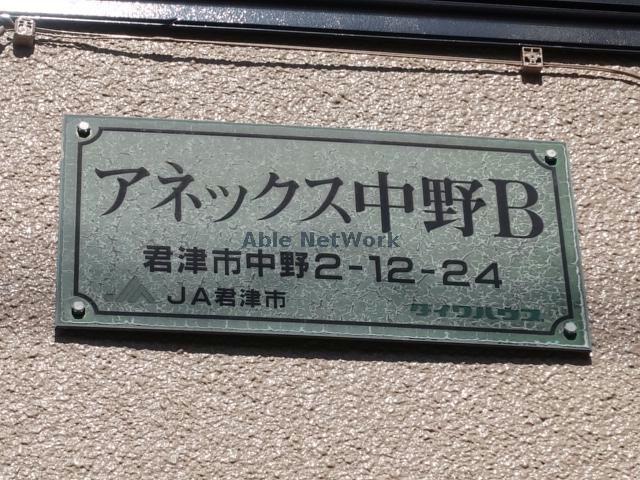 アネックス中野B
Able NetWork
君津市中野2-12-24
JA君津市
ダイワハウス